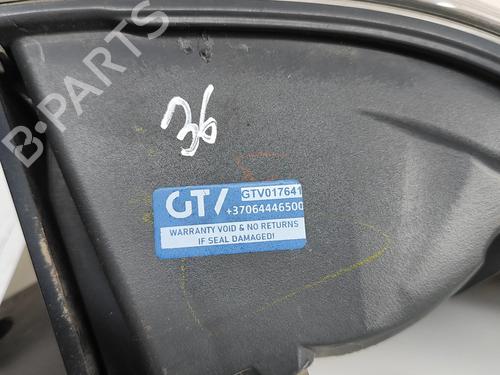 B-PARTS
36
GTV
GTV017641
+37064446500
WARRANTY VOID & NO RETURNS
IF SEAL DAMAGED!